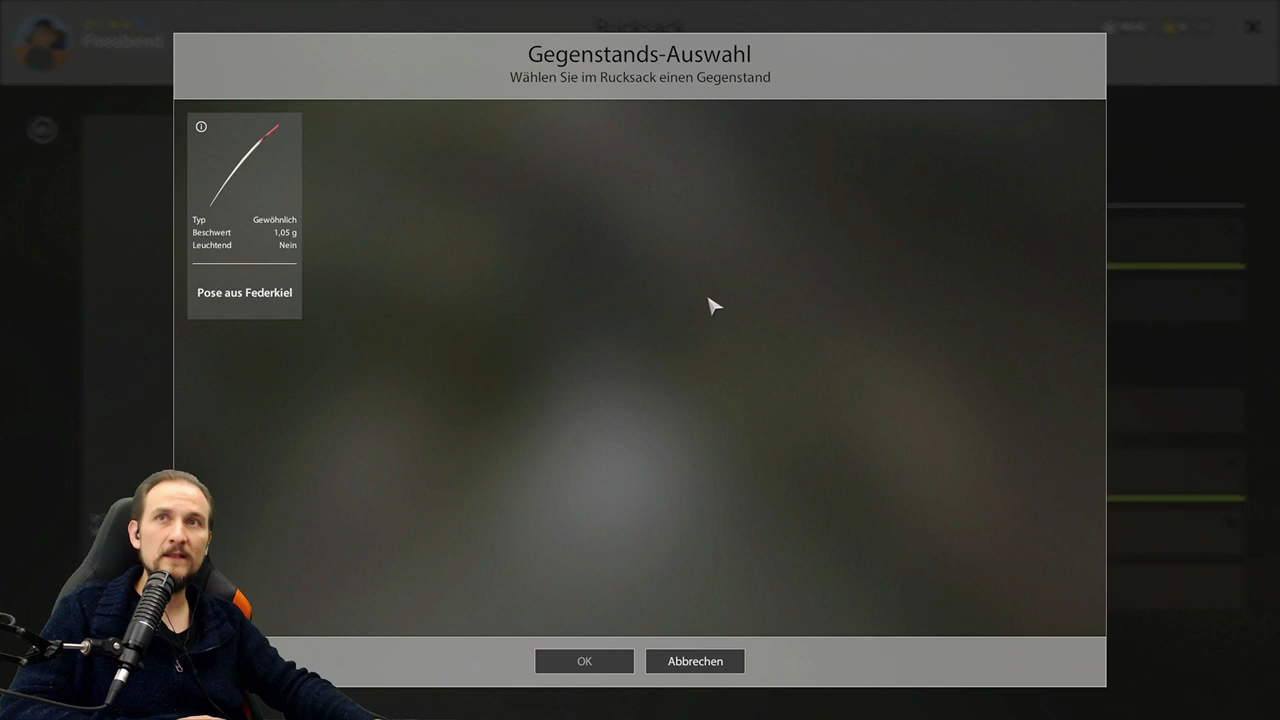 Rucksack
Gegenstands-Auswahl
Wählen Sie im Rucksack einen Gegenstand
Typ Gewöhnlich
Beschwert 1,05 g
Leuchtend Nein
Pose aus Federkiel
OK Abbrechen